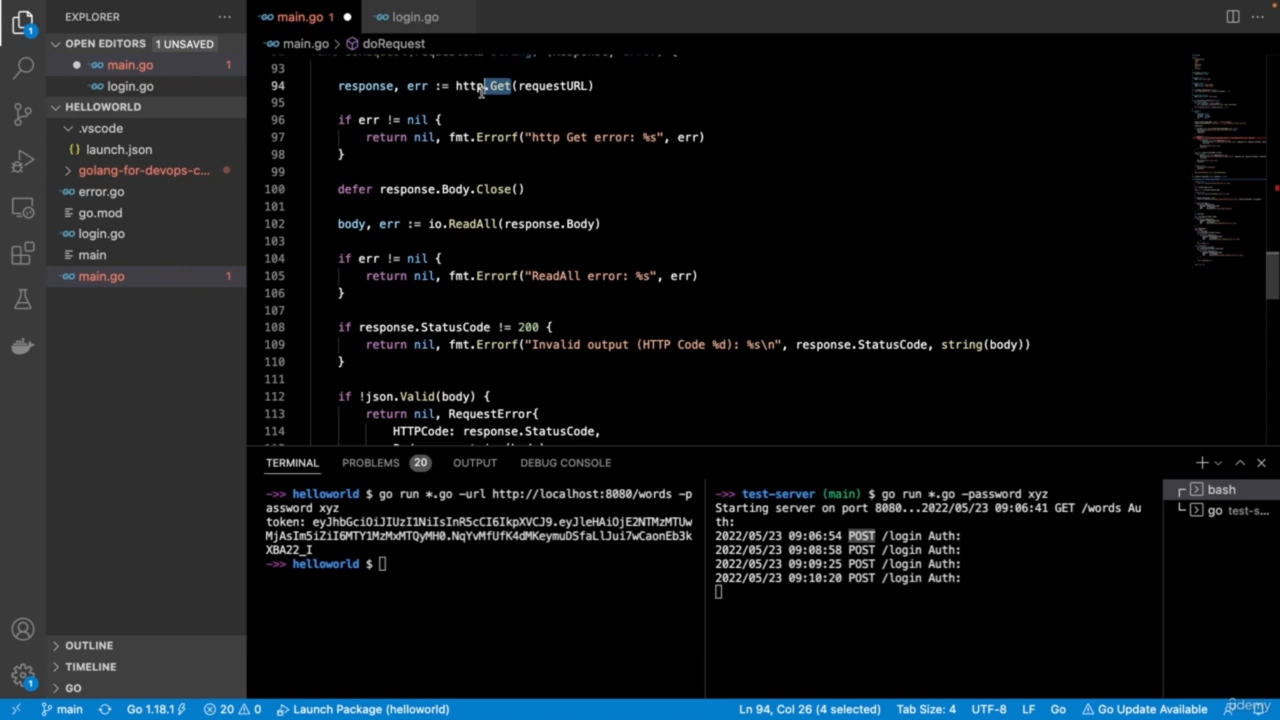 EXPLORER
main.go 1
login.go
OPEN EDITORS 1 UNSAVED
main.go > doRequest
main.go 1
login.go
HELLOWORLD
.vscode
launch.json
golang-for-devops-c...
error.go
go.mod
login.go
main
main.go 1
OUTLINE
TIMELINE
GO
93
94 response, err := http.Get(requestURL)
95
96 if err != nil {
97 return nil, fmt.Errorf("http Get error: %s", err)
98 }
99
100 defer response.Body.Close()
101
102 body, err := io.ReadAll(response.Body)
103
104 if err != nil {
105 return nil, fmt.Errorf("ReadAll error: %s", err)
106 }
107
108 if response.StatusCode != 200 {
109 return nil, fmt.Errorf("Invalid output (HTTP Code %d): %s\n", response.StatusCode, string(body))
110 }
111
112 if !json.Valid(body) {
113 return nil, RequestError{
114 HTTPCode: response.StatusCode,
TERMINAL PROBLEMS 20 OUTPUT DEBUG CONSOLE
->> helloworld $ go run *.go -url http://localhost:8080/words -p
assword xyz
->> helloworld $
->> test-server (main) $ go run *.go -password xyz
Starting server on port 8080...2022/05/23 09:06:41 GET /words Au
th:
2022/05/23 09:06:54 POST /login Auth:
2022/05/23 09:08:58 POST /login Auth:
2022/05/23 09:09:25 POST /login Auth:
2022/05/23 09:10:20 POST /login Auth:
bash
go test-s...
1
1
main Go 1.18.1 20 0 Launch Package (helloworld) Ln 94, Col 26 (4 selected) Tab Size: 4 UTF-8 LF Go Go Update Available
udemy